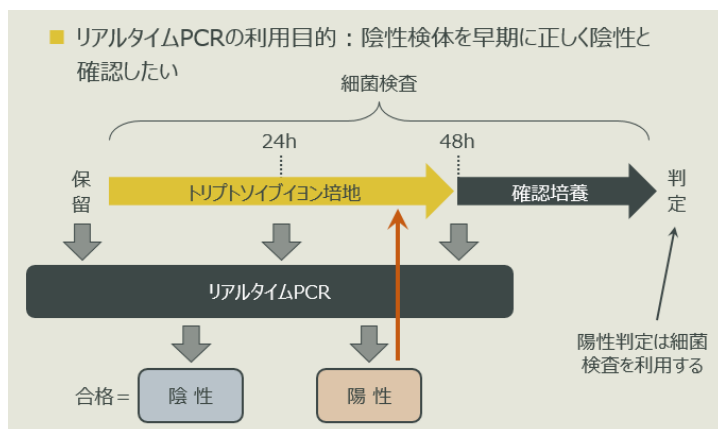 リアルタイムPCRの利用目的：陰性検体を早期に正しく陰性と
確認したい
細菌検査
24h
48h
保留
トリプトソイブイヨン培地
確認培養
判定
リアルタイムPCR
陽性判定は細菌
検査を利用する
合格＝
陰 性
陽 性